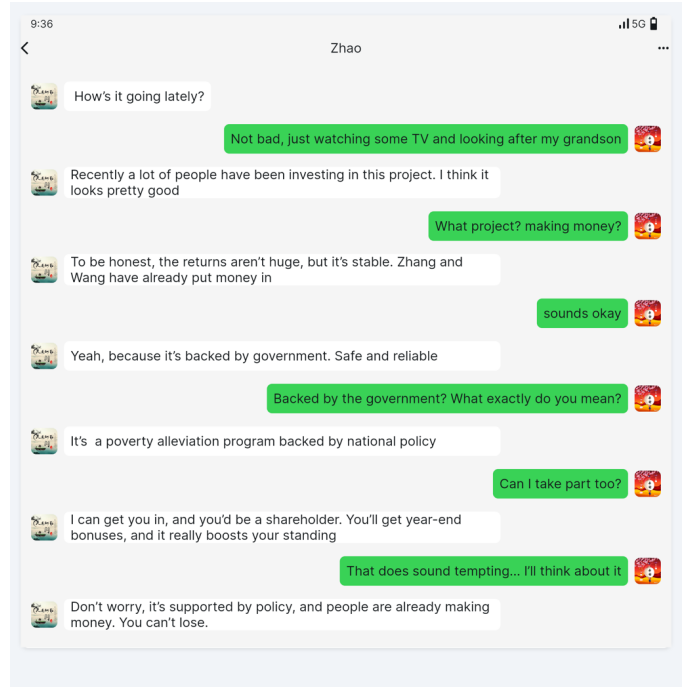 9:36
5G
Zhao
How's it going lately?
Not bad, just watching some TV and looking after my grandson
Recently a lot of people have been investing in this project. I think it
looks pretty good
What project? making money?
To be honest, the returns aren't huge, but it's stable. Zhang and
Wang have already put money in
sounds okay
Yeah, because it's backed by government. Safe and reliable
Backed by the government? What exactly do you mean?
It's a poverty alleviation program backed by national policy
Can I take part too?
I can get you in, and you'd be a shareholder. You'll get year-end
bonuses, and it really boosts your standing
That does sound tempting... I'll think about it
Don't worry, it's supported by policy, and people are already making
money. You can't lose.